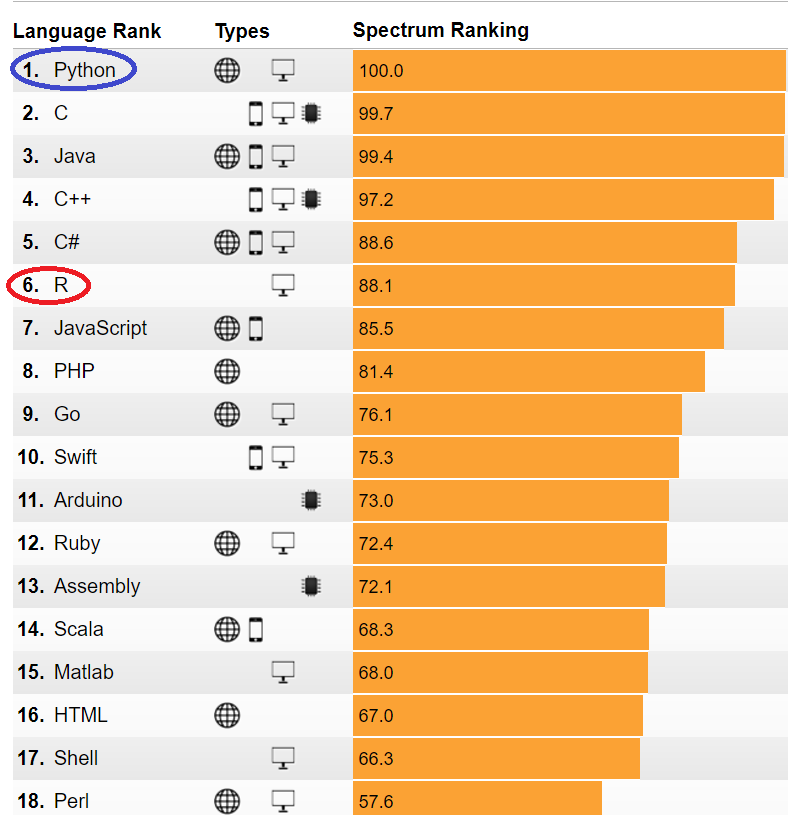 Language Rank Types Spectrum Ranking
1. Python 100.0
2. C 99.7
3. Java 99.4
4. C++ 97.2
5. C# 88.6
6. R 88.1
7. JavaScript 85.5
8. PHP 81.4
9. Go 76.1
10. Swift 75.3
11. Arduino 73.0
12. Ruby 72.4
13. Assembly 72.1
14. Scala 68.3
15. Matlab 68.0
16. HTML 67.0
17. Shell 66.3
18. Perl 57.6